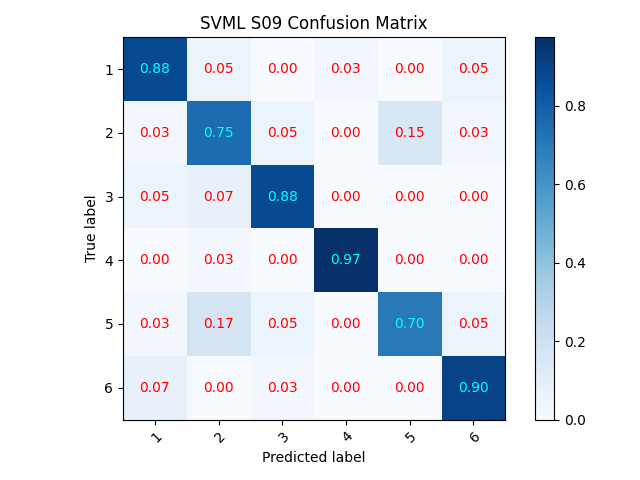 SVML S09 Confusion Matrix
1 0.88 0.05 0.00 0.03 0.00 0.05
2 0.03 0.75 0.05 0.00 0.15 0.03
3 0.05 0.07 0.88 0.00 0.00 0.00
4 0.00 0.03 0.00 0.97 0.00 0.00
5 0.03 0.17 0.05 0.00 0.70 0.05
6 0.07 0.00 0.03 0.00 0.00 0.90
1 2 3 4 5 6
Predicted label
True label
0.8
0.6
0.4
0.2
0.0